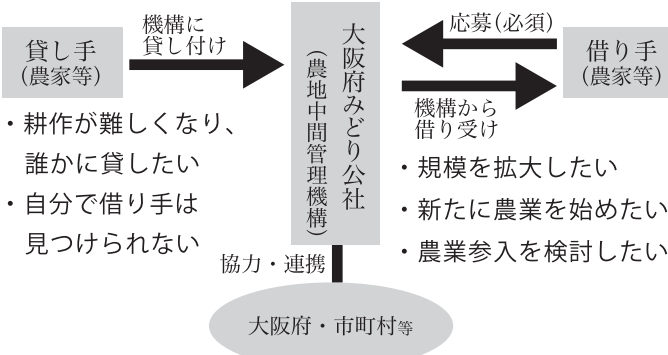 貸し手
(農家等)
機構に
貸し付け
・耕作が難しくなり、
誰かに貸したい
・自分で借り手は
見つけられない
大阪府みどり公社
(農地中間管理機構)
応募(必須)
機構から
借り受け
借り手
(農家等)
・規模を拡大したい
・新たに農業を始めたい
・農業参入を検討したい
協力・連携
大阪府・市町村等